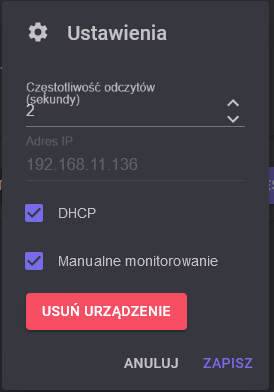 Ustawienia
Częstotliwość odczytów
(sekundy)
2
Adres IP
192.168.11.136
DHCP
Manualne monitorowanie
USUŃ URZĄDZENIE
ANULUJ ZAPISZ